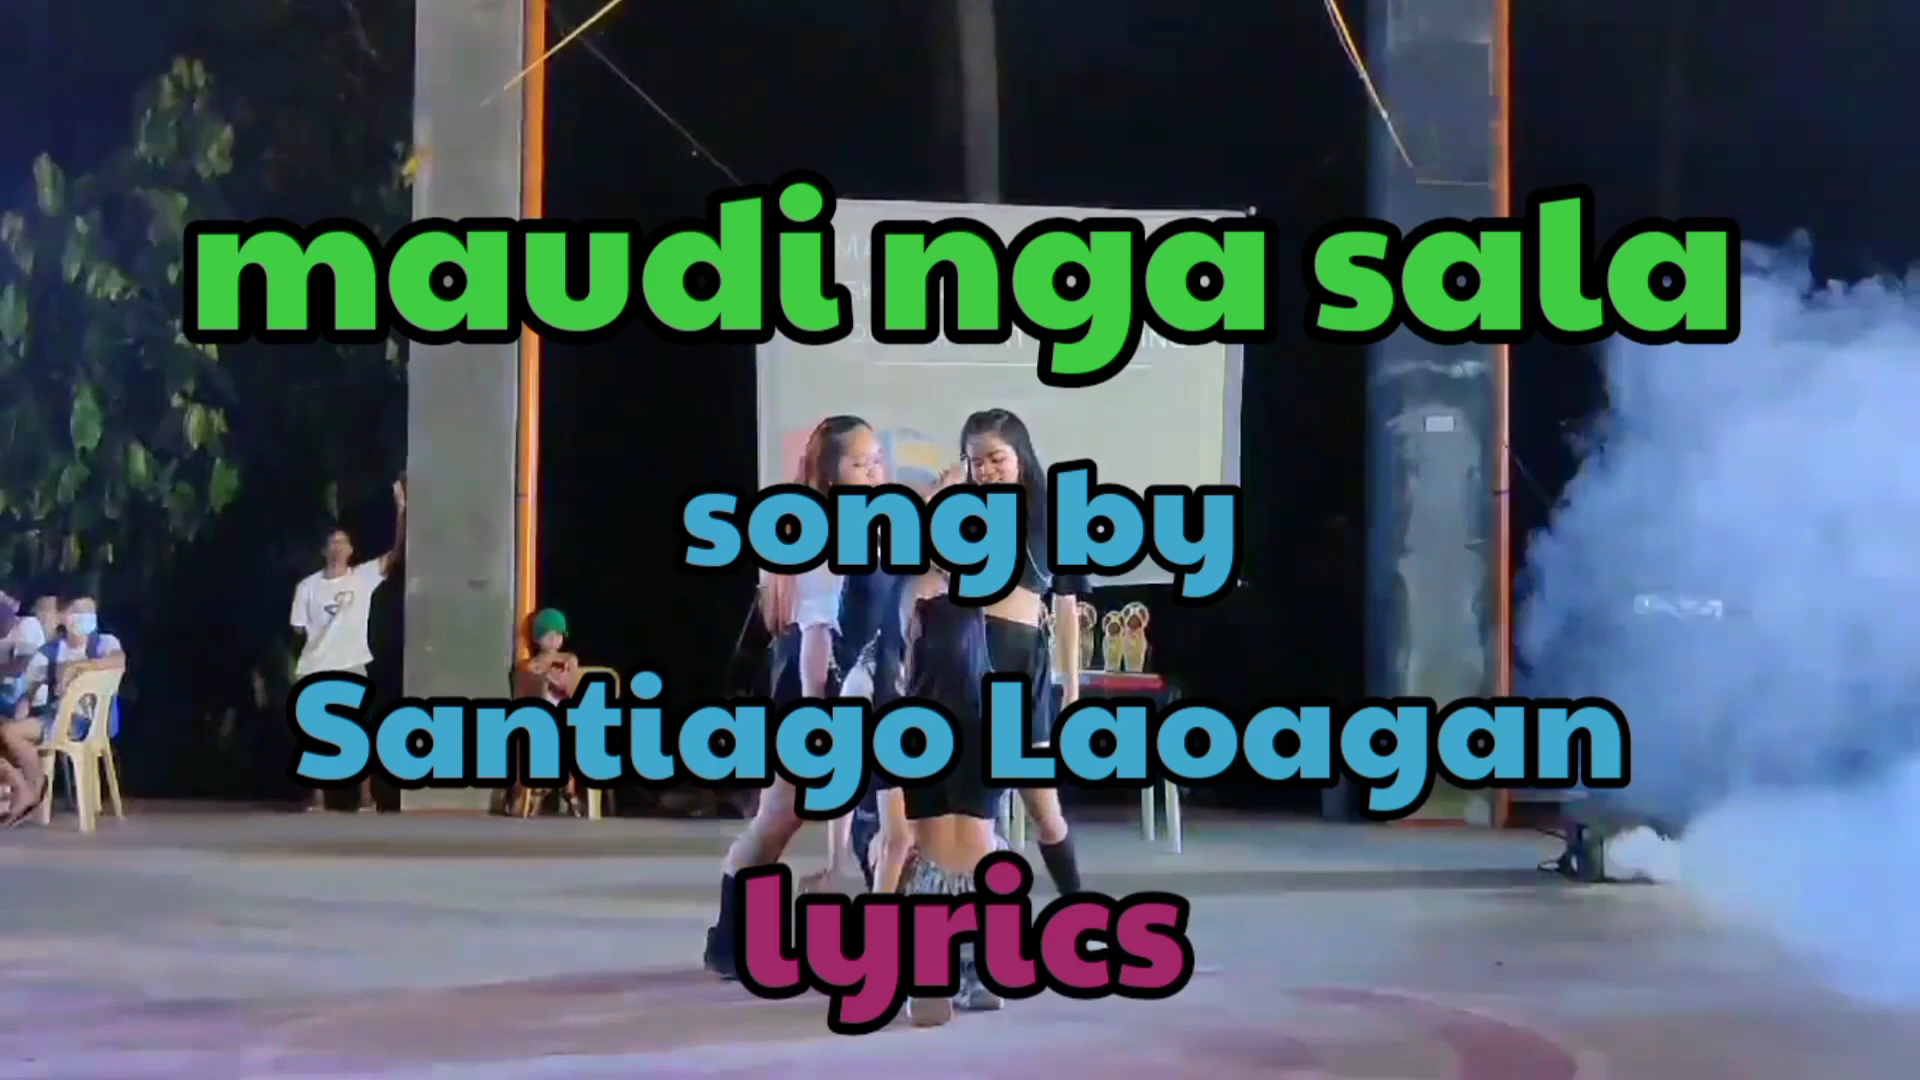 maudi nga sala
song by
Santiago Laoagan
lyrics